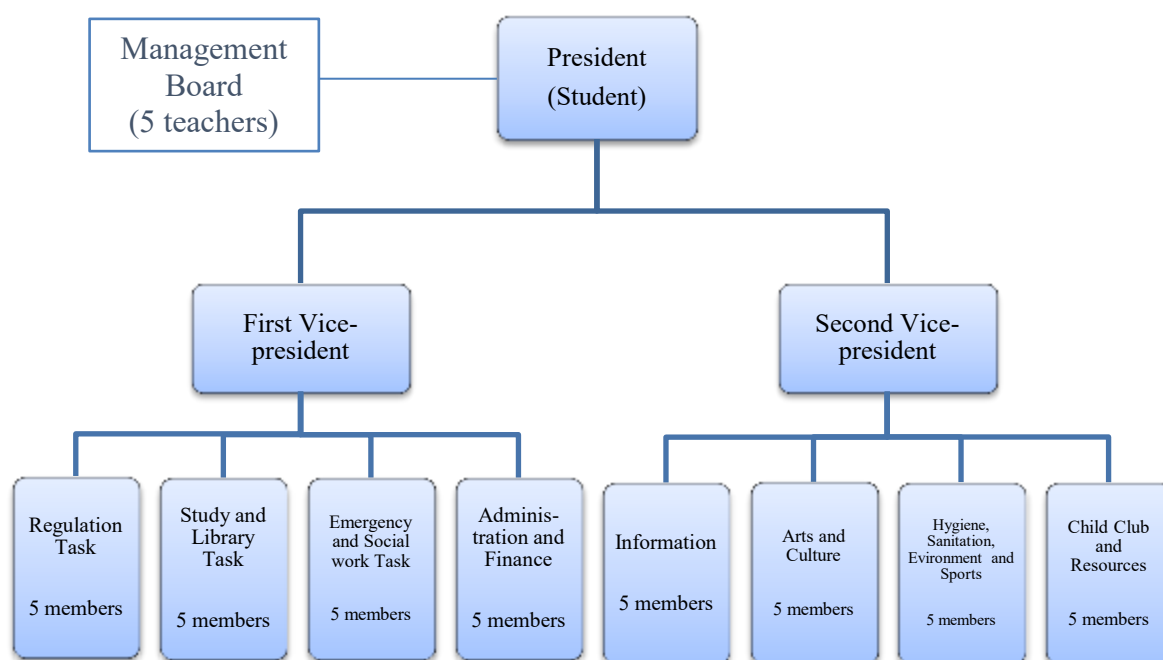 Management
Board
(5 teachers)
President
(Student)
First Vice-
president
Second Vice-
president
Regulation
Task
5 members
Study and
Library
Task
5 members
Emergency
and Social
work Task
5 members
Adminis-
tration and
Finance
5 members
Information
5 members
Arts and
Culture
5 members
Hygiene,
Sanitation,
Evironment and
Sports
5 members
Child Club
and
Resources
5 members